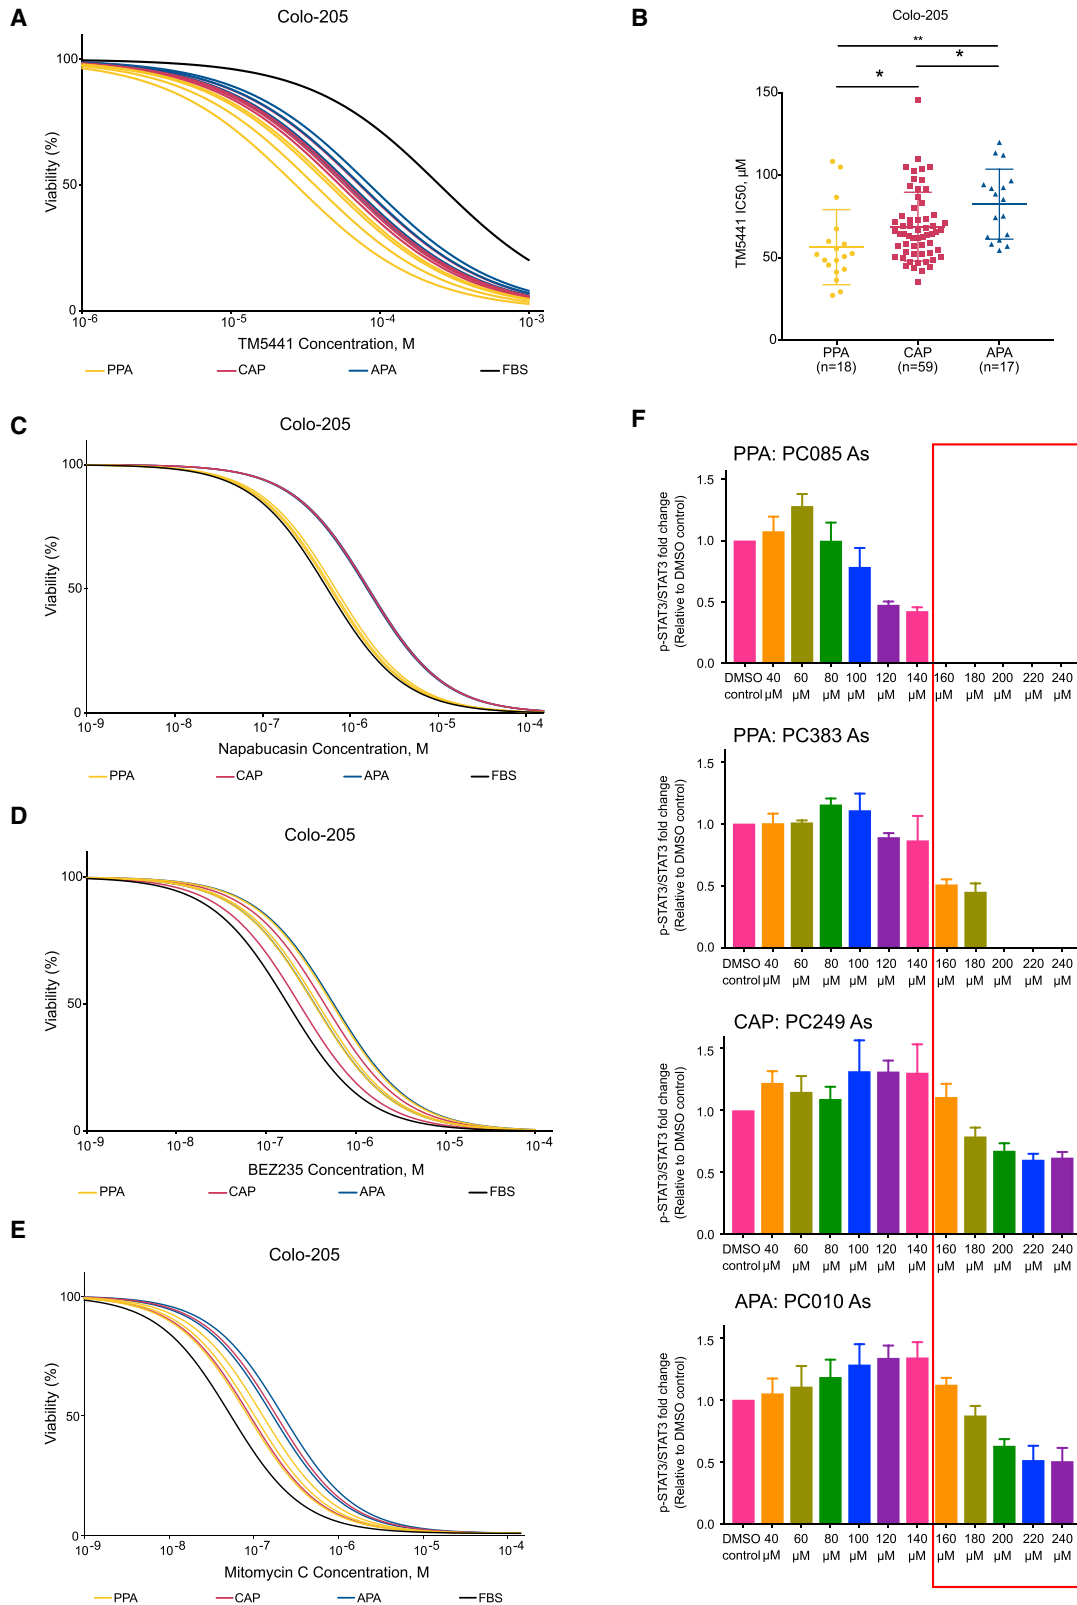 A
Colo-205
Viability (%)
100
50
0
10-6
10-5
10-4
10-3
TM5441 Concentration, M
PPA
CAP
APA
FBS
B
Colo-205
**
*
*
TM5441 IC50, µM
150
100
50
0
PPA
(n=18)
CAP
(n=59)
APA
(n=17)
C
Colo-205
Viability (%)
100
50
0
10-9
10-8
10-7
10-6
10-5
10-4
Napabucasin Concentration, M
PPA
CAP
APA
FBS
D
Colo-205
Viability (%)
100
50
0
10-9
10-8
10-7
10-6
10-5
10-4
BEZ235 Concentration, M
PPA
CAP
APA
FBS
E
Colo-205
Viability (%)
100
50
0
10-9
10-8
10-7
10-6
10-5
10-4
Mitomycin C Concentration, M
PPA
CAP
APA
FBS
F
PPA: PC085 As
p-STAT3/STAT3 fold change
(Relative to DMSO control)
1.5
1.0
0.5
0.0
DMSO 40 60 80 100 120 140 160 180 200 220 240
control µM µM µM µM µM µM µM µM µM µM µM
PPA: PC383 As
p-STAT3/STAT3 fold change
(Relative to DMSO control)
1.5
1.0
0.5
0.0
DMSO 40 60 80 100 120 140 160 180 200 220 240
control µM µM µM µM µM µM µM µM µM µM µM
CAP: PC249 As
p-STAT3/STAT3 fold change
(Relative to DMSO control)
1.5
1.0
0.5
0.0
DMSO 40 60 80 100 120 140 160 180 200 220 240
control µM µM µM µM µM µM µM µM µM µM µM
APA: PC010 As
p-STAT3/STAT3 fold change
(Relative to DMSO control)
1.5
1.0
0.5
0.0
DMSO 40 60 80 100 120 140 160 180 200 220 240
control µM µM µM µM µM µM µM µM µM µM µM